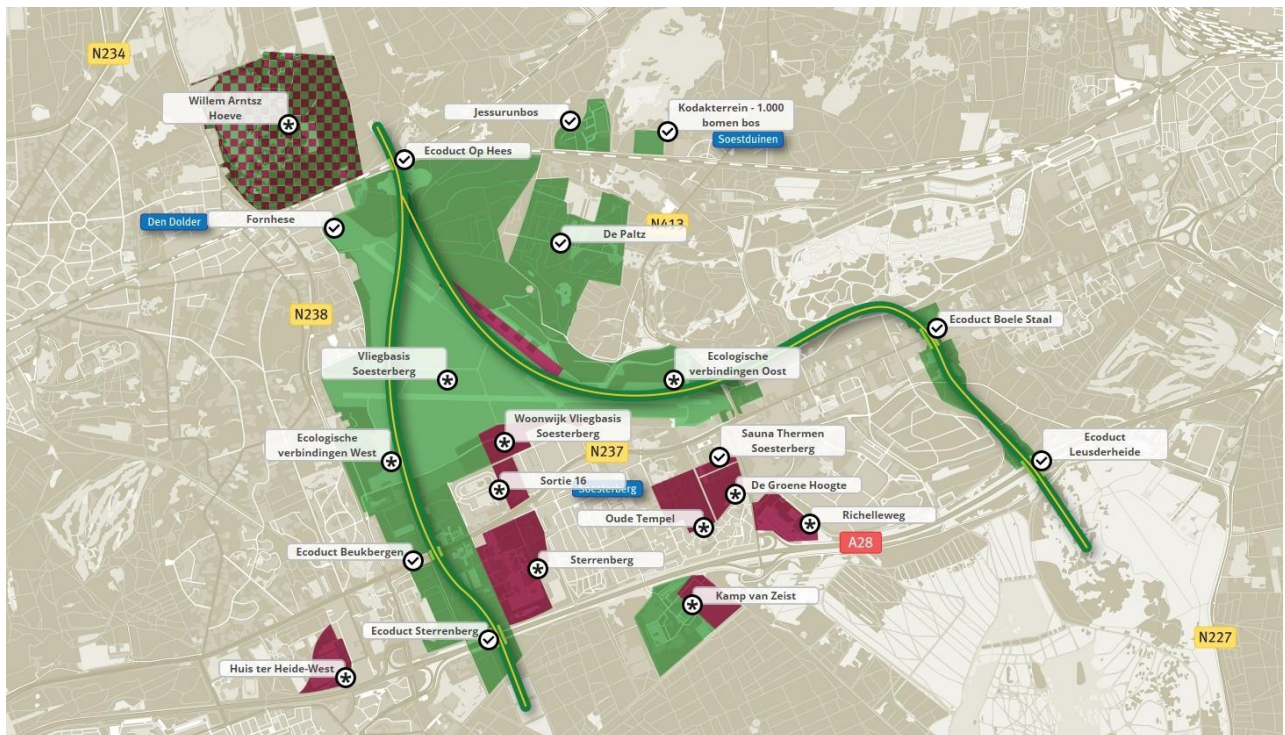 N234
Willem Arntsz
Hoeve
Jessurunbos
Kodakterrein - 1.000
bomen bos
Soestduinen
Ecoduct Op Hees
Den Dolder
Fornhese
De Paltz
N413
N238
Ecoduct Boele Staal
Vliegbasis
Soesterberg
Ecologische
verbindingen Oost
Woonwijk Vliegbasis
Soesterberg
Ecologische
verbindingen West
N237
Sauna Thermen
Soesterberg
Ecoduct
Leusderheide
Sortie 16
Soesterberg
De Groene Hoogte
Oude Tempel
Richelleweg
A28
Ecoduct Beukbergen
Sterrenberg
Kamp van Zeist
Ecoduct Sterrenberg
N227
Huis ter Heide-West